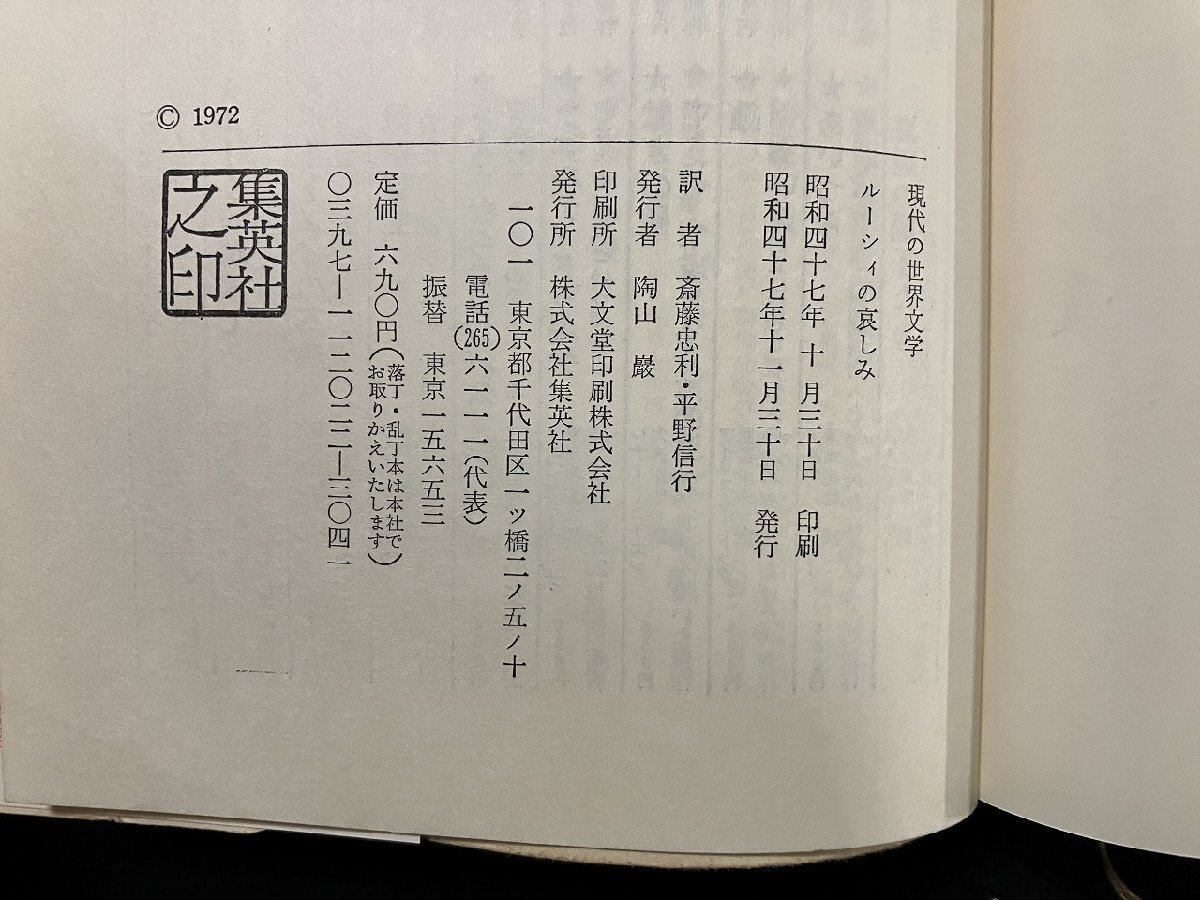 現代の世界文学
ルーシィの哀しみ
昭和四十七年 十 月三十日 印刷
昭和四十七年十一月三十日 発行
訳 者 斎藤忠利・平野信行
発行者 陶山 巌
印刷所 大文堂印刷株式会社
発行所 株式会社集英社
一〇一 東京都千代田区一ツ橋二ノ五ノ十
電話(265)六一一一(代表)
振替 東京一五六五三
定価 六九〇円(落丁・乱丁本は本社で
お取りかえいたします)
〇三九七―一一二〇二二―三〇四一
© 1972
集英社
之印